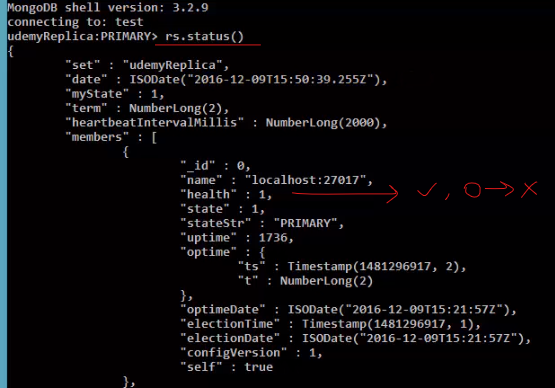 MongoDB shell version: 3.2.9
connecting to: test
udemyReplica:PRIMARY> rs.status()
{
"set" : "udemyReplica",
"date" : ISODate("2016-12-09T15:50:39.255Z"),
"myState" : 1,
"term" : NumberLong(2),
"heartbeatIntervalMillis" : NumberLong(2000),
"members" : [
{
"_id" : 0,
"name" : "localhost:27017",
"health" : 1, → ✓, 0→X
"state" : 1,
"stateStr" : "PRIMARY",
"uptime" : 1736,
"optime" : {
"ts" : Timestamp(1481296917, 2),
"t" : NumberLong(2)
},
"optimeDate" : ISODate("2016-12-09T15:21:57Z"),
"electionTime" : Timestamp(1481296917, 1),
"electionDate" : ISODate("2016-12-09T15:21:57Z"),
"configVersion" : 1,
"self" : true
},